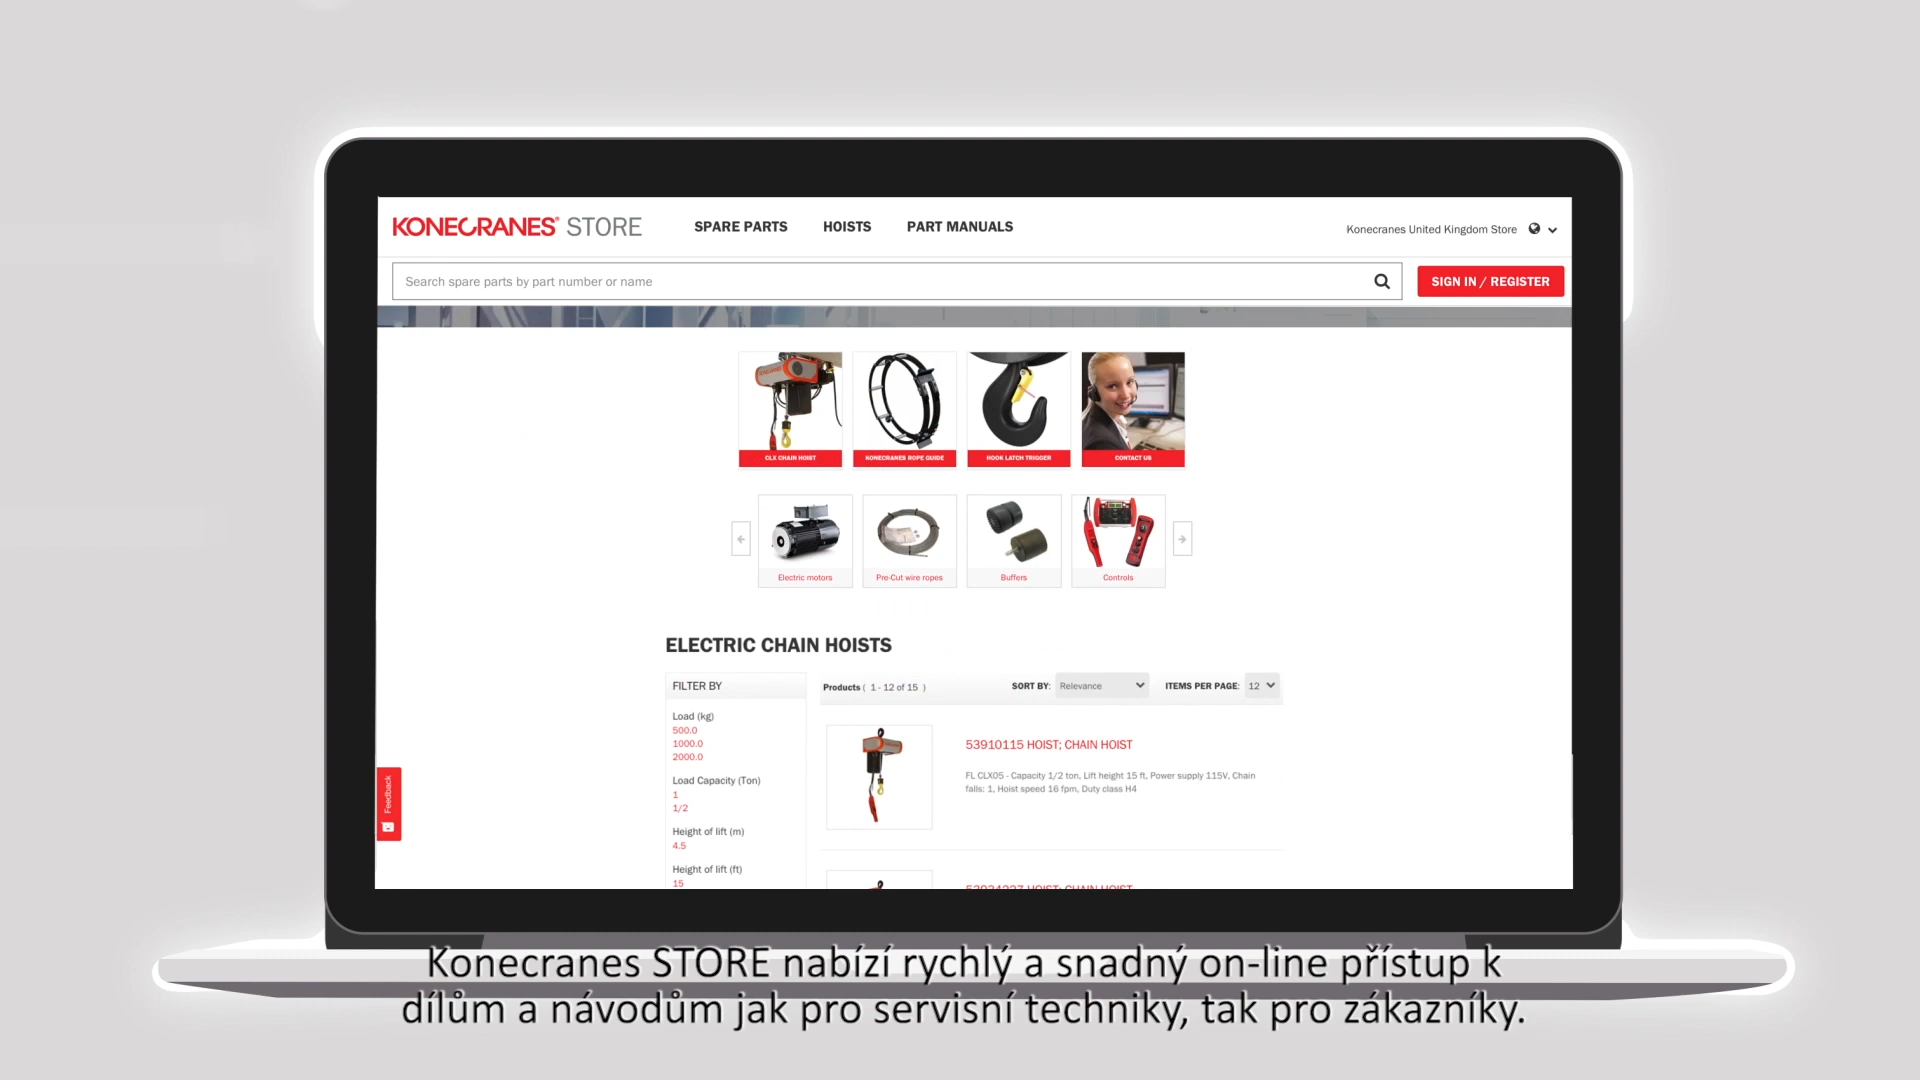 KONECRANES® STORE
SPARE PARTS
HOISTS
PART MANUALS
Konecranes United Kingdom Store
Search spare parts by part number or name
SIGN IN / REGISTER
CLX CHAIN HOIST
KONECRANES ROPE GUIDE
HOOK LATCH TRIGGER
CONTACT US
Electric motors
Pre-Cut wire ropes
Buffers
Controls
ELECTRIC CHAIN HOISTS
FILTER BY
Products ( 1 - 12 of 15 )
SORT BY: Relevance
ITEMS PER PAGE: 12
Load (kg)
500.0
1000.0
2000.0
Load Capacity (Ton)
1
1/2
Height of lift (m)
4.5
Height of lift (ft)
15
53910115 HOIST; CHAIN HOIST
FL CLX05 - Capacity 1/2 ton, Lift height 15 ft, Power supply 115V, Chain
falls: 1, Hoist speed 16 fpm, Duty class H4
HOIST; CHAIN HOIST
Feedback
Konecranes STORE nabízí rychlý a snadný on-line přístup k
dílům a návodům jak pro servisní techniky, tak pro zákazníky.